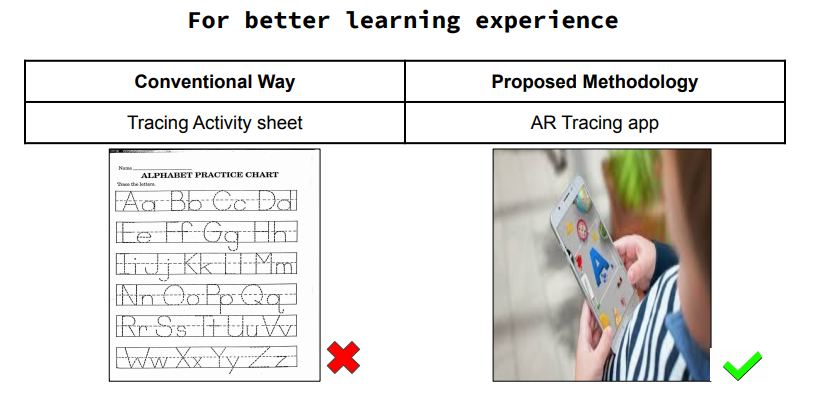 For better learning experience
Conventional Way
Proposed Methodology
Tracing Activity sheet
AR Tracing app
Name
ALPHABET PRACTICE CHART
Trace the letters.
Aa Bb Cc Dd
Ee Ff Gg Hh
Ii Jj Kk Ll Mm
Nn Oo Pp Qq
Rr Ss Tt Uu Vv
Ww Xx Yy Zz
A